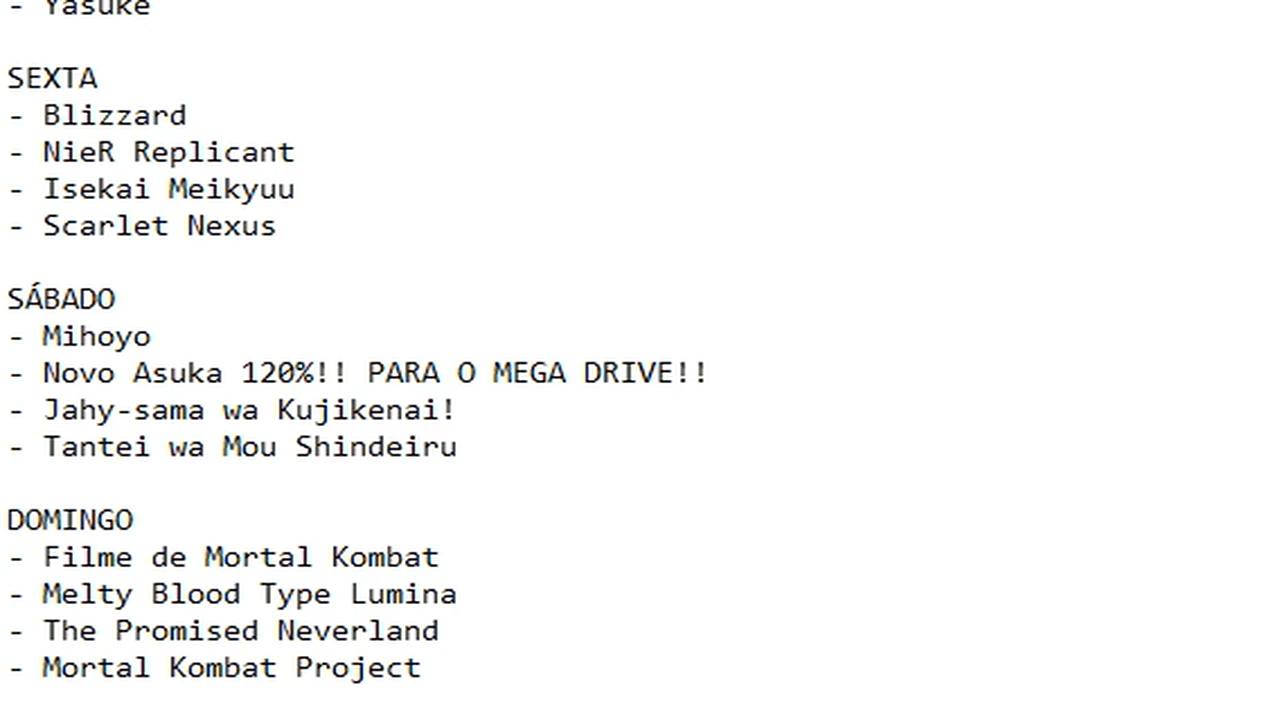 - Yasuke
SEXTA
- Blizzard
- NieR Replicant
- Isekai Meikyuu
- Scarlet Nexus
SÁBADO
- Mihoyo
- Novo Asuka 120%!! PARA O MEGA DRIVE!!
- Jahy-sama wa Kujikenai!
- Tantei wa Mou Shindeiru
DOMINGO
- Filme de Mortal Kombat
- Melty Blood Type Lumina
- The Promised Neverland
- Mortal Kombat Project